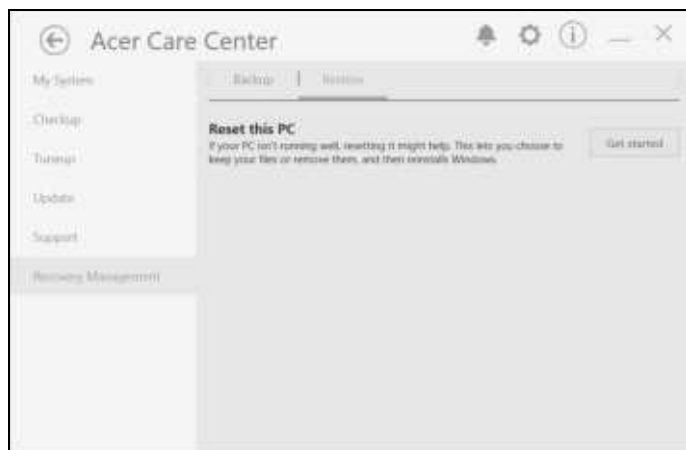 Acer Care Center
My System
Backup
Restore
Checkup
Reset this PC
If your PC isn't running well, resetting it might help. This lets you choose to
keep your files or remove them, and then reinstalls Windows.
Get started
Tuneup
Update
Support
Recovery Management